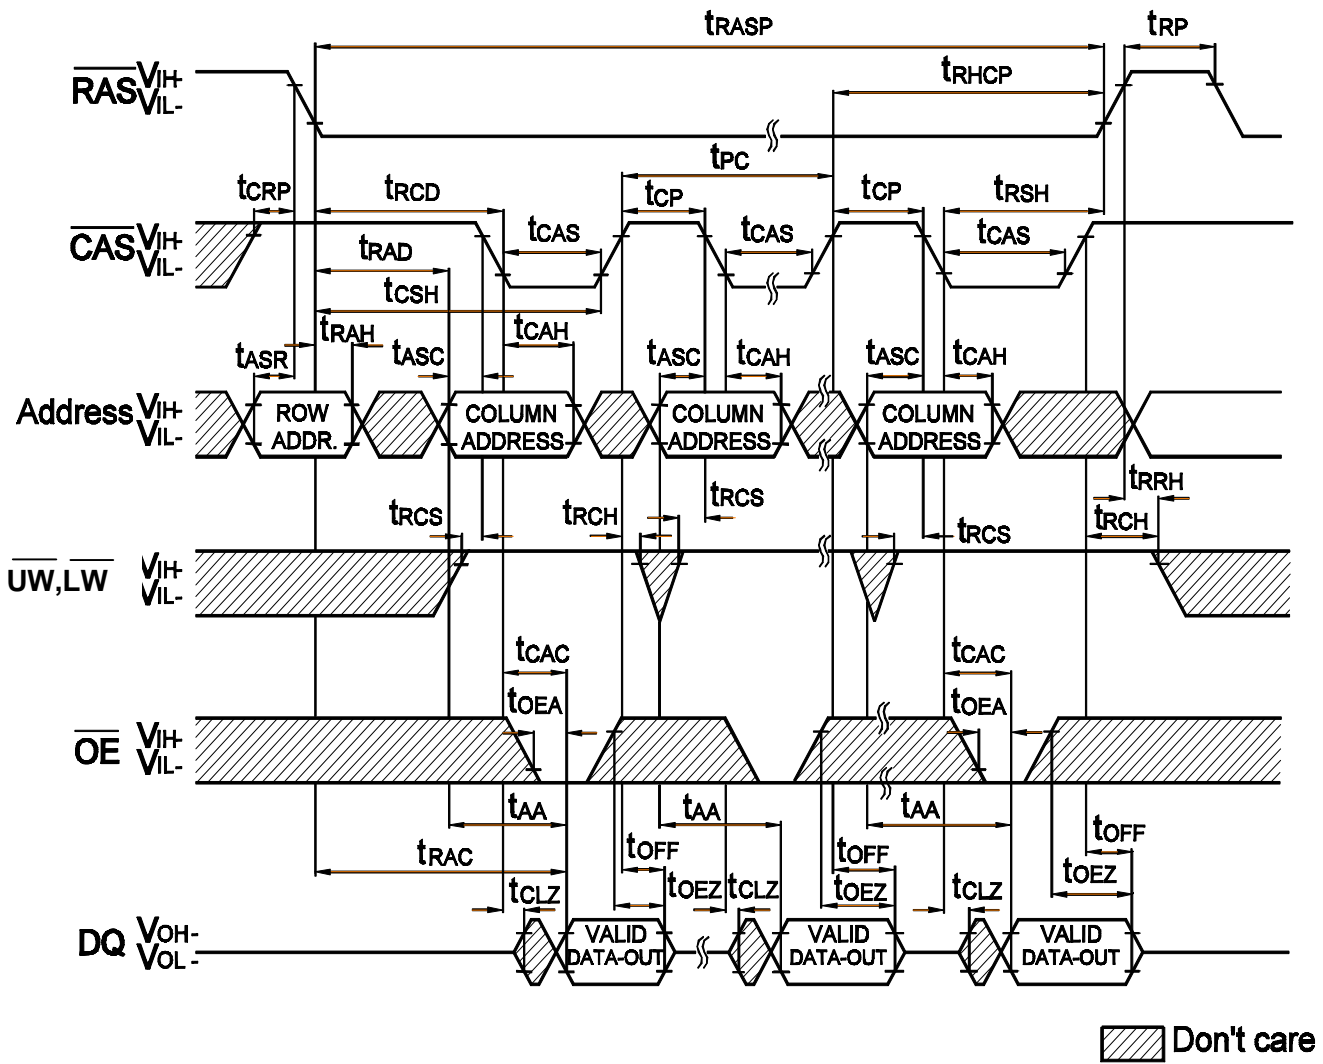 tRASP
tRP
RAS VIH-
VIL-
tRHCP
tPC
tCRP
tRCD
tCP
tCP
tRSH
CAS VIH-
VIL-
tCAS
tCAS
tCAS
tRAD
tCSH
tRAH
tCAH
tASR
tASC
tASC
tCAH
tASC
tCAH
Address VIH-
VIL-
ROW
ADDR.
COLUMN
ADDRESS
COLUMN
ADDRESS
COLUMN
ADDRESS
tRRH
tRCS
tRCS
tRCH
tRCH
tRCS
UW,LW VIH-
VIL-
tCAC
tCAC
tOEA
tOEA
OE VIH-
VIL-
tAA
tAA
tAA
tOFF
tRAC
tOFF
tOFF
tOEZ
tCLZ
tOEZ
tCLZ
tOEZ
tCLZ
DQ VOH-
VOL-
VALID
DATA-OUT
VALID
DATA-OUT
VALID
DATA-OUT
Don't care